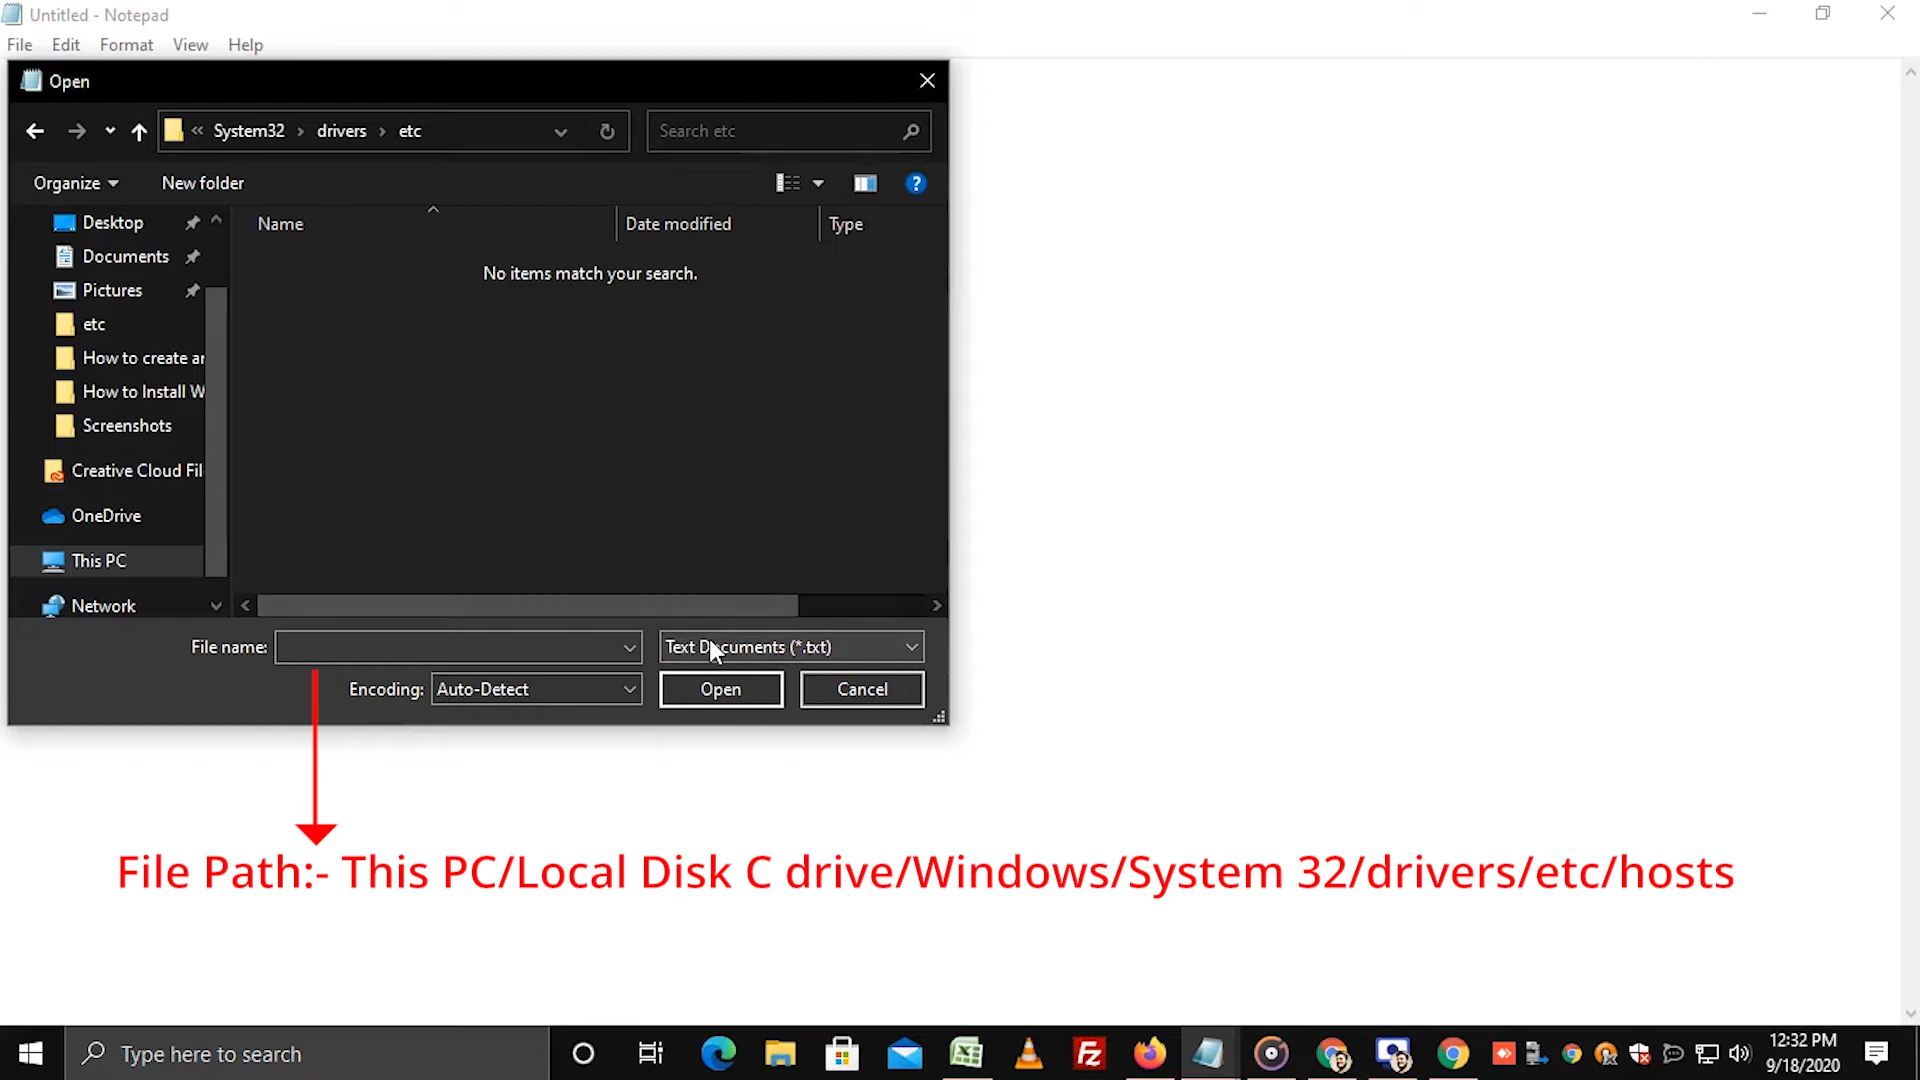 Untitled - Notepad
File Edit Format View Help
Open
« System32 › drivers › etc
Search etc
Organize New folder
?
Name Date modified Type
No items match your search.
Desktop
Documents
Pictures
etc
How to create ar
How to Install W
Screenshots
Creative Cloud Fil
OneDrive
This PC
Network
File name:
Text Documents (*.txt)
Encoding: Auto-Detect
Open Cancel
File Path:- This PC/Local Disk C drive/Windows/System 32/drivers/etc/hosts
Type here to search
Fz
12:32 PM
9/18/2020